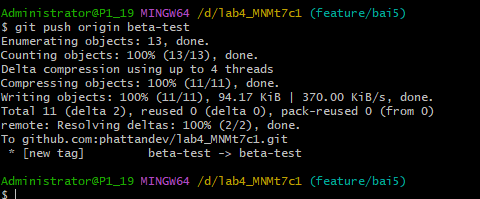 Administrator@P1_19 MINGW64 /d/lab4_MNMt7c1 (feature/bai5)
$ git push origin beta-test
Enumerating objects: 13, done.
Counting objects: 100% (13/13), done.
Delta compression using up to 4 threads
Compressing objects: 100% (11/11), done.
Writing objects: 100% (11/11), 94.17 KiB | 370.00 KiB/s, done.
Total 11 (delta 2), reused 0 (delta 0), pack-reused 0 (from 0)
remote: Resolving deltas: 100% (2/2), done.
To github.com:phattandev/lab4_MNMt7c1.git
 * [new tag]         beta-test -> beta-test
Administrator@P1_19 MINGW64 /d/lab4_MNMt7c1 (feature/bai5)
$